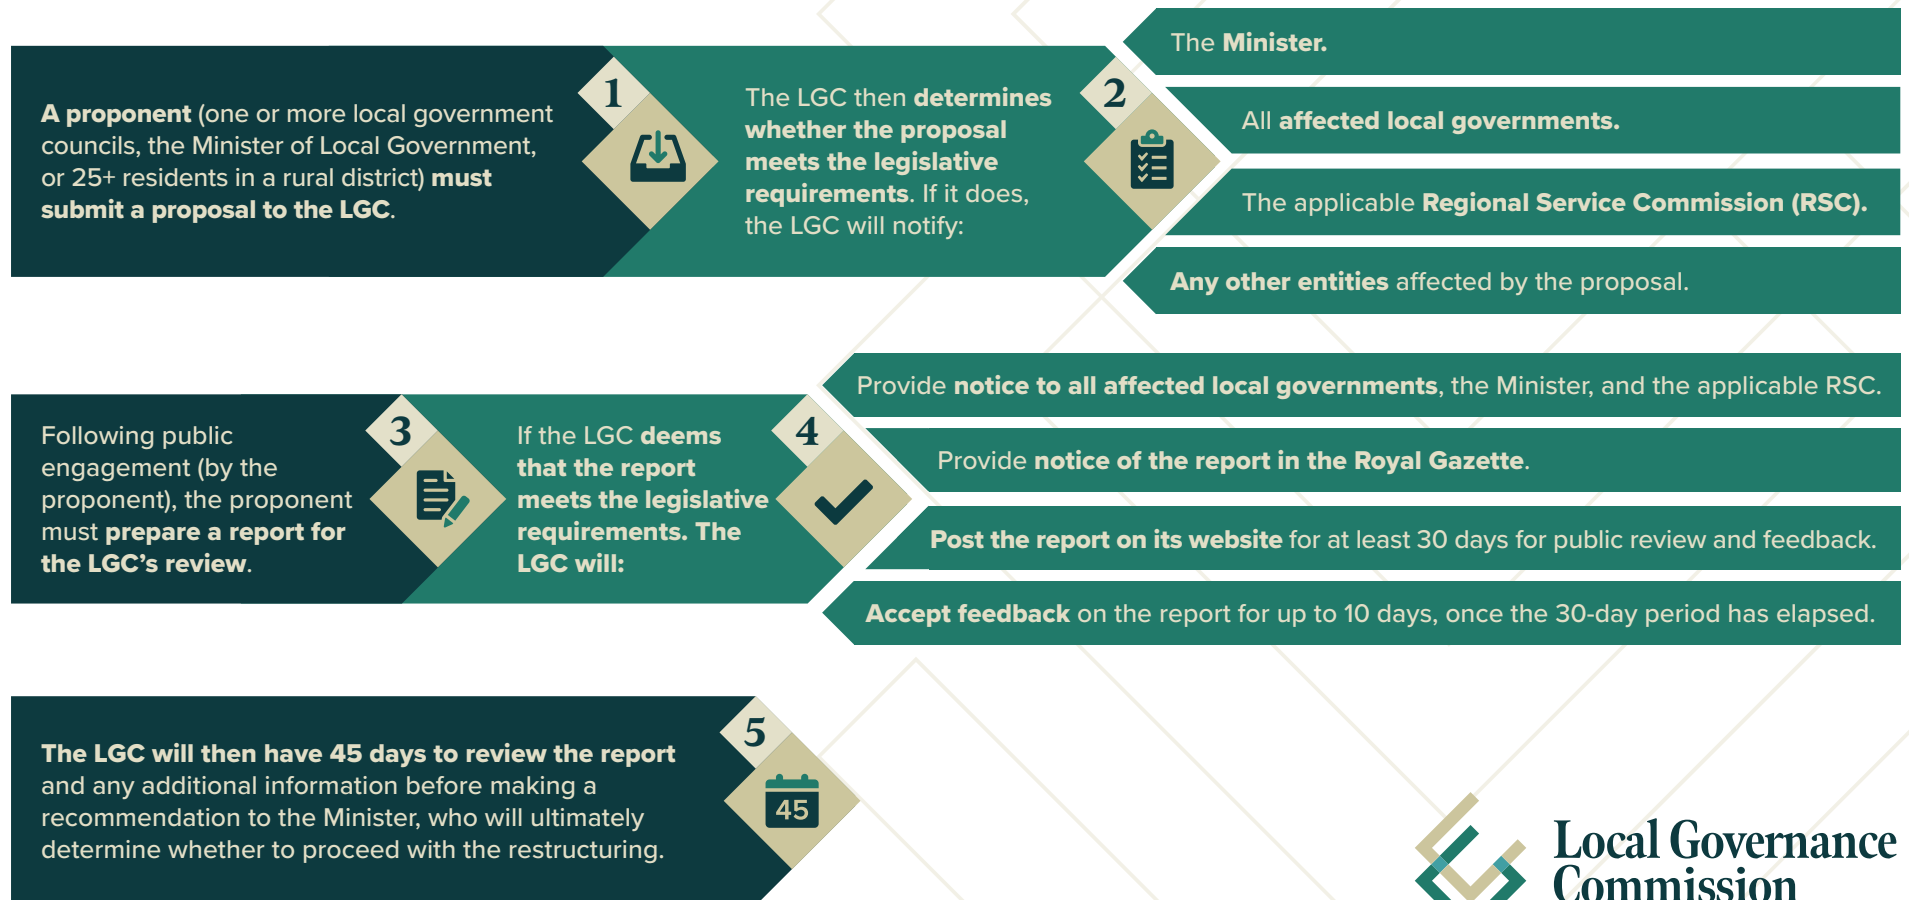 A proponent (one or more local government
councils, the Minister of Local Government,
or 25+ residents in a rural district) must
submit a proposal to the LGC.
1
The LGC then determines
whether the proposal
meets the legislative
requirements. If it does,
the LGC will notify:
2
The Minister.
All affected local governments.
The applicable Regional Service Commission (RSC).
Any other entities affected by the proposal.
Following public
engagement (by the
proponent), the proponent
must prepare a report for
the LGC’s review.
3
If the LGC deems
that the report
meets the legislative
requirements. The
LGC will:
4
Provide notice to all affected local governments, the Minister, and the applicable RSC.
Provide notice of the report in the Royal Gazette.
Post the report on its website for at least 30 days for public review and feedback.
Accept feedback on the report for up to 10 days, once the 30-day period has elapsed.
The LGC will then have 45 days to review the report
and any additional information before making a
recommendation to the Minister, who will ultimately
determine whether to proceed with the restructuring.
5
45
Local Governance
Commission